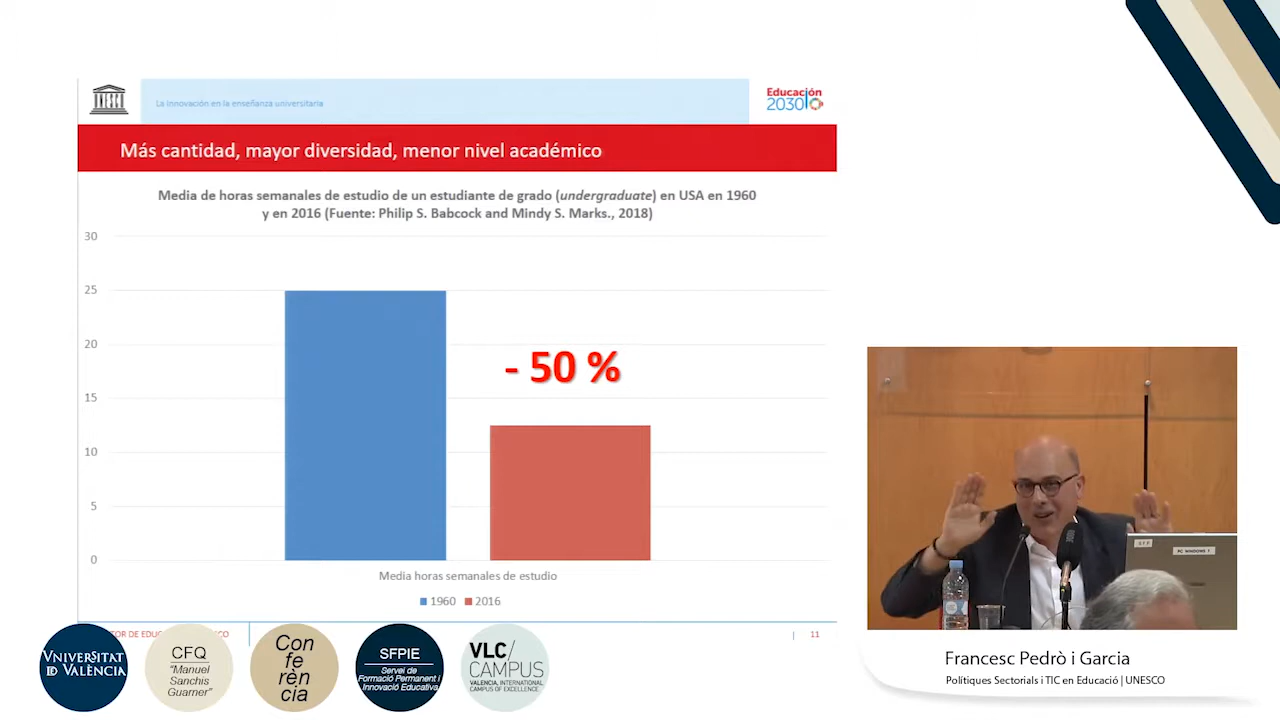 UNESCO
La Innovación en la enseñanza universitaria
Educación
2030
Más cantidad, mayor diversidad, menor nivel académico
Media de horas semanales de estudio de un estudiante de grado (undergraduate) en USA en 1960
y en 2016 (Fuente: Philip S. Babcock and Mindy S. Marks., 2018)
30
25
20
15
10
5
0
- 50 %
Media horas semanales de estudio
1960
2016
11
PC WINDOWS 1
VNIVERSITAT
DE VALÈNCIA
CFQ
"Manuel
Sanchis
Guarner"
Con
fe
rèn
cia
SFPIE
Servei de
Formació Permanent i
Innovació Educativa
VLC/
CAMPUS
VALENCIA, INTERNATIONAL
CAMPUS OF EXCELLENCE.
Francesc Pedrò i Garcia
Polítiques Sectorials i TIC en Educació | UNESCO